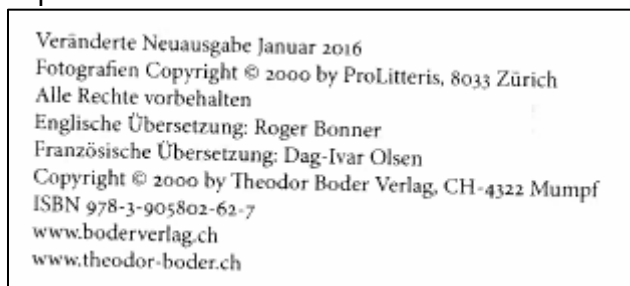 Veränderte Neuausgabe Januar 2016
Fotografien Copyright © 2000 by ProLitteris, 8033 Zürich
Alle Rechte vorbehalten
Englische Übersetzung: Roger Bonner
Französische Übersetzung: Dag-Ivar Olsen
Copyright © 2000 by Theodor Boder Verlag, CH-4322 Mumpf
ISBN 978-3-905802-62-7
www.boderverlag.ch
www.theodor-boder.ch